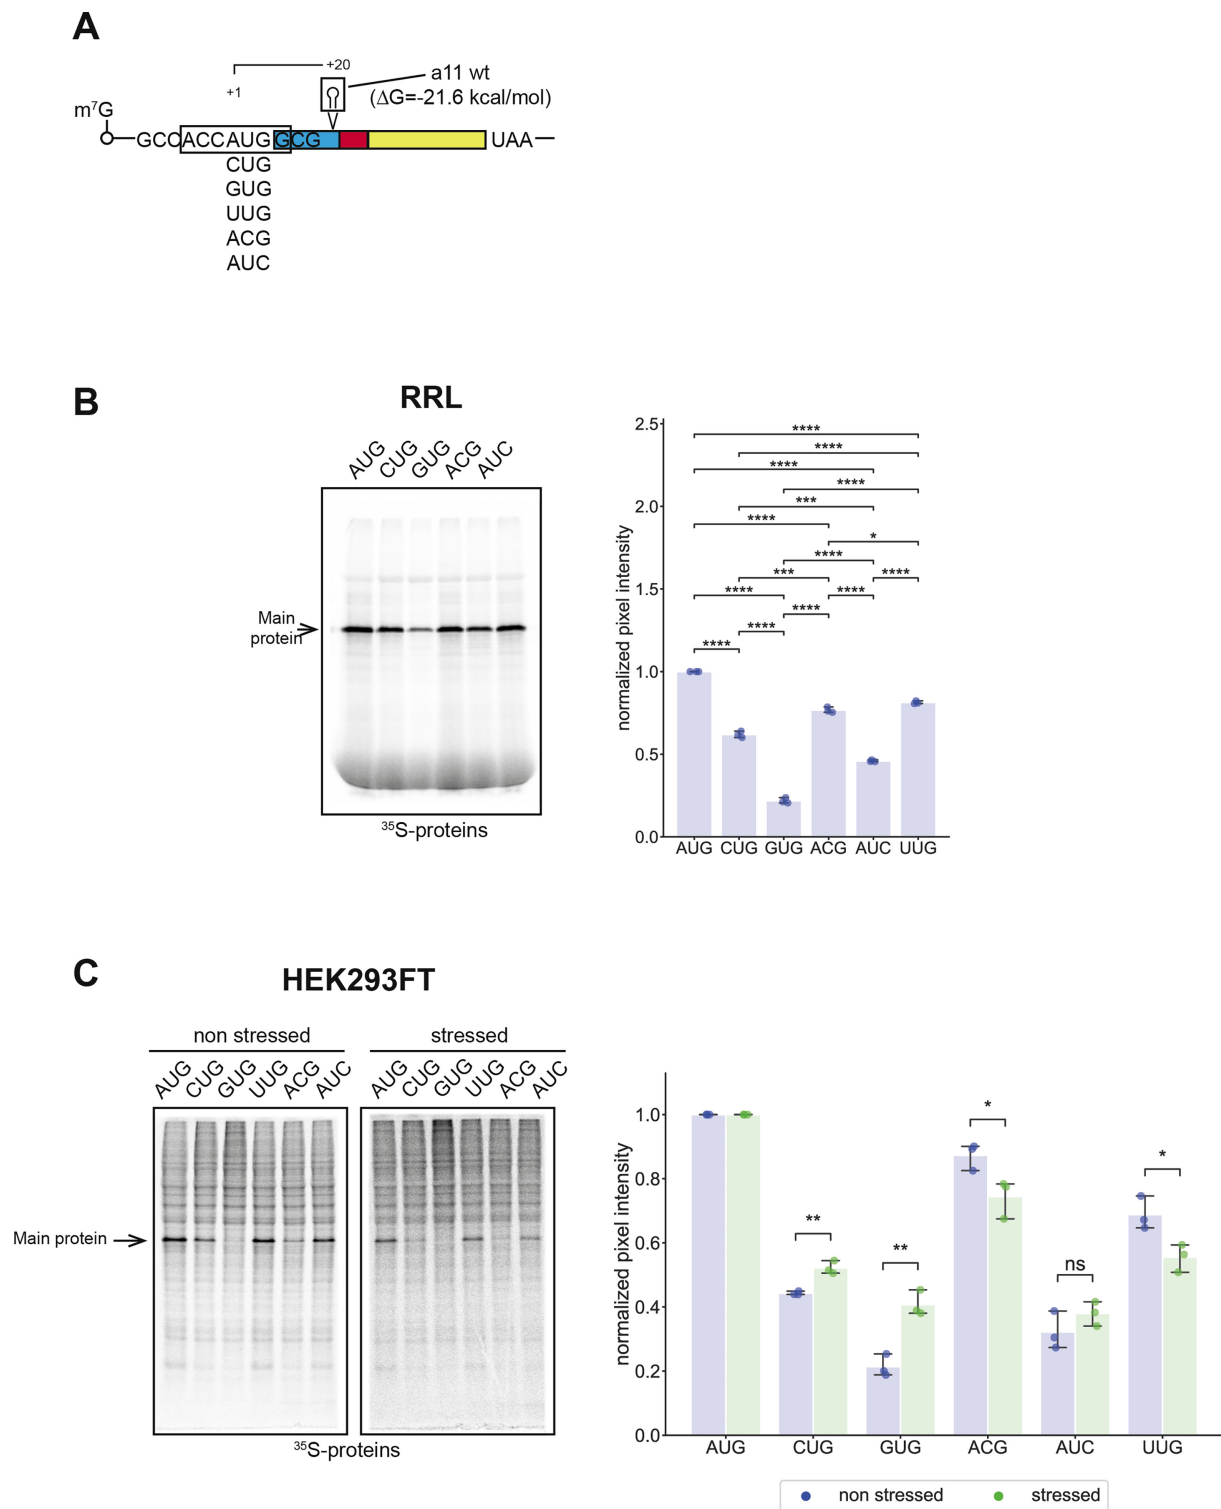 A
+20
+1
a11 wt
(ΔG=-21.6 kcal/mol)
m⁷G
GCCACCAUGGCG
UAA
CUG
GUG
UUG
ACG
AUC
B
RRL
AUG CUG GUG ACG AUC
Main
protein
³⁵S-proteins
normalized pixel intensity
2.5
2.0
1.5
1.0
0.5
0.0
****
****
****
****
***
****
*
****
***
****
****
****
****
****
****
AUG CUG GUG ACG AUC UUG
C
HEK293FT
non stressed
stressed
AUG CUG GUG UUG ACG AUC
AUG CUG GUG UUG ACG AUC
Main protein
³⁵S-proteins
normalized pixel intensity
1.0
0.8
0.6
0.4
0.2
0.0
**
**
*
ns
*
AUG CUG GUG ACG AUC UUG
non stressed
stressed